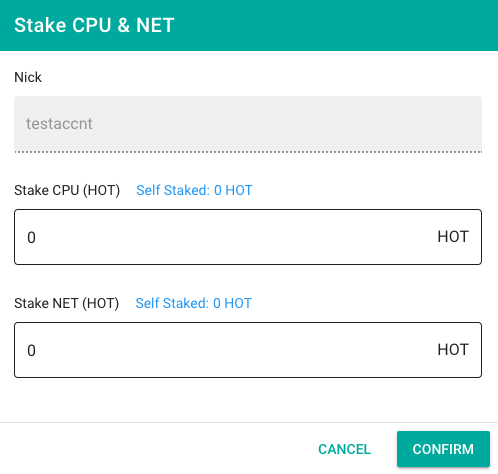 Stake CPU & NET
Nick
testaccnt
Stake CPU (HOT) Self Staked: 0 HOT
0 HOT
Stake NET (HOT) Self Staked: 0 HOT
0 HOT
CANCEL CONFIRM